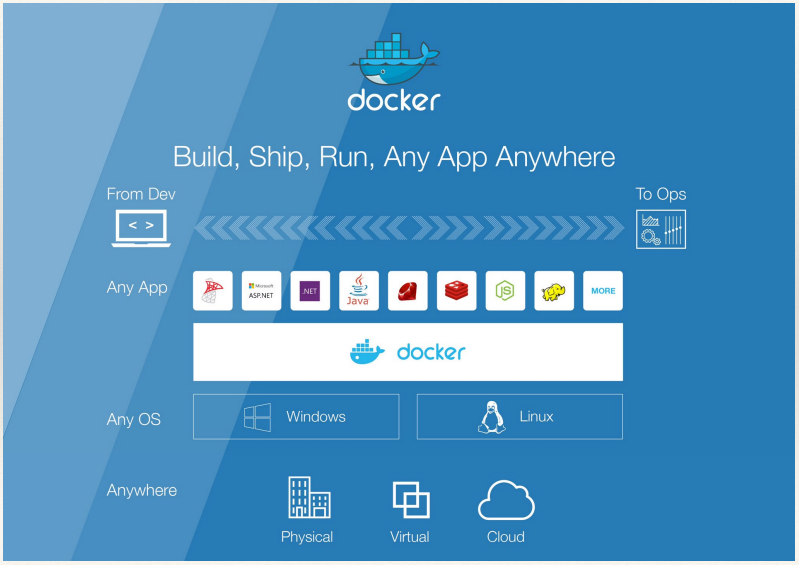 docker
Build, Ship, Run, Any App Anywhere
From Dev
To Ops
< >
Any App
Microsoft
ASP.NET
.NET
Java
JS
MORE
docker
Any OS
Windows
Linux
Anywhere
Physical
Virtual
Cloud